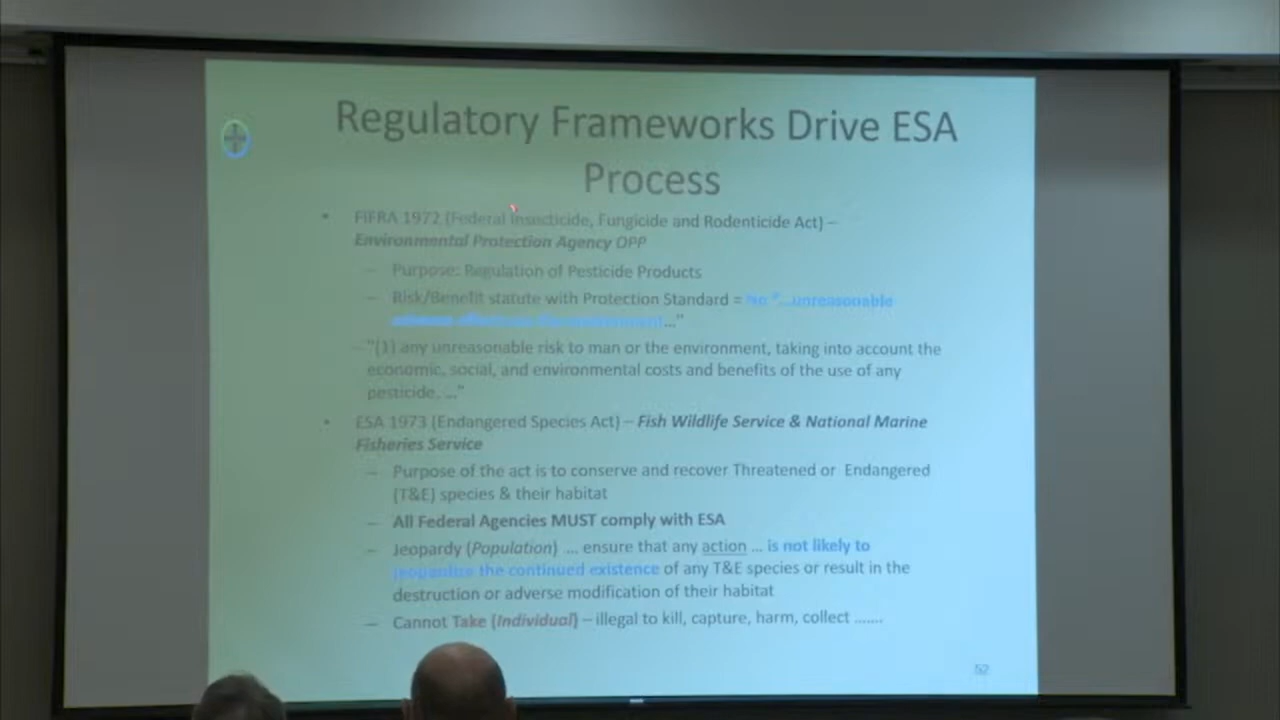 Regulatory Frameworks Drive ESA
Process
• FIFRA 1972 (Federal Insecticide, Fungicide and Rodenticide Act) –
Environmental Protection Agency OPP
– Purpose: Regulation of Pesticide Products
– Risk/Benefit statute with Protection Standard = No "...unreasonable
adverse effects on the environment..."
– "(1) any unreasonable risk to man or the environment, taking into account the
economic, social, and environmental costs and benefits of the use of any
pesticide, ..."
• ESA 1973 (Endangered Species Act) – Fish Wildlife Service & National Marine
Fisheries Service
– Purpose of the act is to conserve and recover Threatened or Endangered
(T&E) species & their habitat
– All Federal Agencies MUST comply with ESA
– Jeopardy (Population) ... ensure that any action ... is not likely to
jeopardize the continued existence of any T&E species or result in the
destruction or adverse modification of their habitat
– Cannot Take (Individual) – illegal to kill, capture, harm, collect .......
52